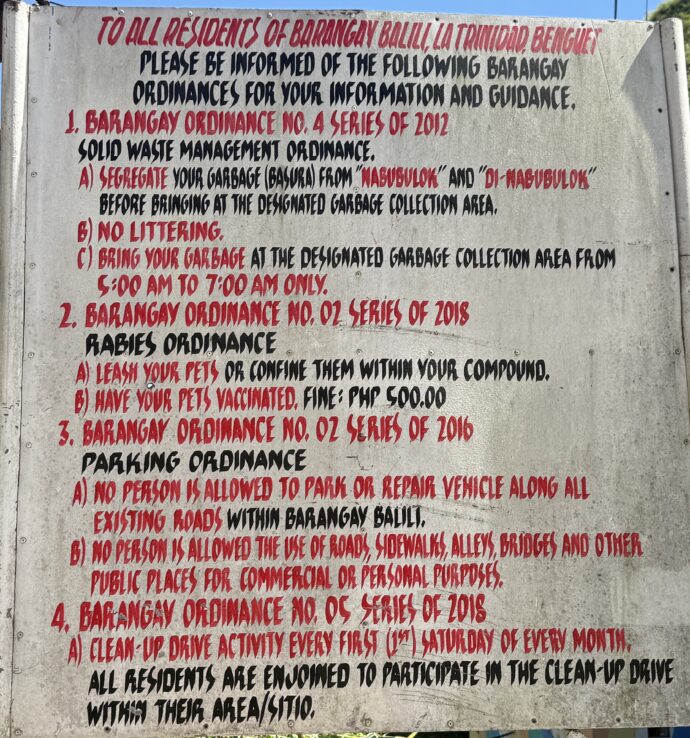 TO ALL RESIDENTS OF BARANGAY BALILI, LA TRINIDAD, BENGUET
PLEASE BE INFORMED OF THE FOLLOWING BARANGAY
ORDINANCES FOR YOUR INFORMATION AND GUIDANCE.
1. BARANGAY ORDINANCE NO. 4 SERIES OF 2012
SOLID WASTE MANAGEMENT ORDINANCE.
A) SEGREGATE YOUR GARBAGE (BASURA) FROM "NABUBULOK" AND "DI-NABUBULOK"
BEFORE BRINGING AT THE DESIGNATED GARBAGE COLLECTION AREA.
B) NO LITTERING.
C) BRING YOUR GARBAGE AT THE DESIGNATED GARBAGE COLLECTION AREA FROM
5:00 AM TO 7:00 AM ONLY.
2. BARANGAY ORDINANCE NO. 02 SERIES OF 2018
RABIES ORDINANCE
A) LEASH YOUR PETS OR CONFINE THEM WITHIN YOUR COMPOUND.
B) HAVE YOUR PETS VACCINATED. FINE: PHP 500.00
3. BARANGAY ORDINANCE NO. 02 SERIES OF 2016
PARKING ORDINANCE
A) NO PERSON IS ALLOWED TO PARK OR REPAIR VEHICLE ALONG ALL
EXISTING ROADS WITHIN BARANGAY BALILI.
B) NO PERSON IS ALLOWED THE USE OF ROADS, SIDEWALKS, ALLEYS, BRIDGES AND OTHER
PUBLIC PLACES FOR COMMERCIAL OR PERSONAL PURPOSES.
4. BARANGAY ORDINANCE NO. 05 SERIES OF 2018
A) CLEAN-UP DRIVE ACTIVITY EVERY FIRST (1ST) SATURDAY OF EVERY MONTH.
ALL RESIDENTS ARE ENJOINED TO PARTICIPATE IN THE CLEAN-UP DRIVE
WITHIN THEIR AREA/SITIO.